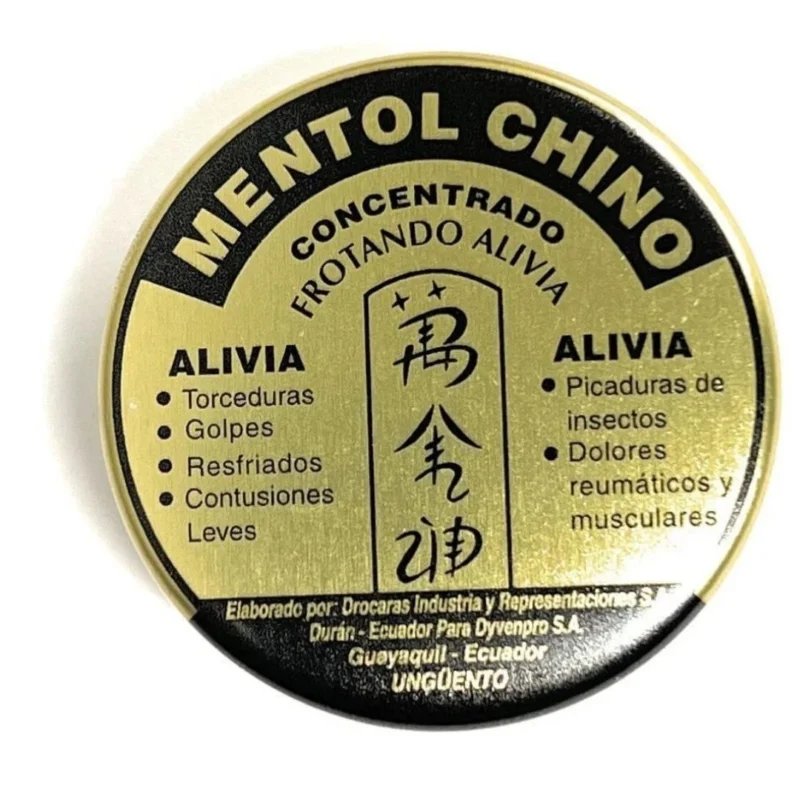 MENTOL CHINO
CONCENTRADO
FROTANDO ALIVIA
ALIVIA
• Torceduras
• Golpes
• Resfriados
• Contusiones
Leves
萬
金
油
ALIVIA
• Picaduras de
insectos
• Dolores
reumáticos y
musculares
Elaborado por: Drocaras Industria y Representaciones S.
Durán - Ecuador Para Dyvenpro S.A.
Guayaquil - Ecuador
UNGÜENTO